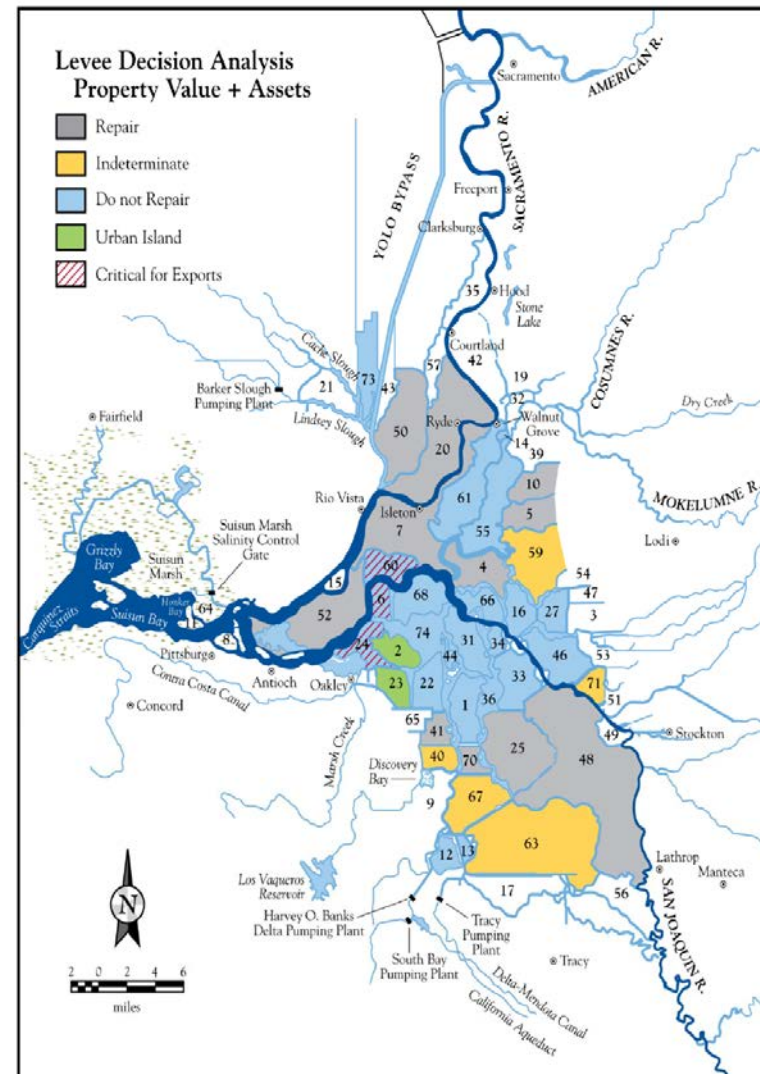 Levee Decision Analysis
Property Value + Assets
Repair
Indeterminate
Do not Repair
Urban Island
Critical for Exports
Sacramento
AMERICAN R.
SACRAMENTO R.
YOLO BYPASS
Freeport
Clarksburg
35
Hood
Stone
Lake
Courtland
42
COSUMNES R.
Cache Slough
73
43
57
19
Barker Slough
Pumping Plant
21
32
Dry Creek
Fairfield
Lindsey Slough
50
Ryde
20
Walnut
Grove
14
39
10
MOKELUMNE R.
61
Rio Vista
Isleton
5
Suisun Marsh
Salinity Control
Gate
7
55
59
Lodi
Grizzly
Bay
Suisun
Marsh
60
4
54
15
47
Honker
Bay
64
6
68
66
16
27
3
Carquinez
Straits
Suisun Bay
11
8
52
74
31
34
Pittsburg
24
2
44
46
53
Antioch
Oakley
23
22
33
71
Contra Costa
Canal
1
36
51
Concord
65
49
Stockton
Marsh Creek
41
25
48
Discovery
Bay
40
70
9
67
63
12
13
Lathrop
Manteca
Los Vaqueros
Reservoir
17
56
N
Harvey O. Banks
Delta Pumping Plant
Tracy
Pumping
Plant
SAN JOAQUIN R.
South Bay
Pumping Plant
Tracy
Delta-Mendota Canal
California Aqueduct
2 0 2 4 6
miles